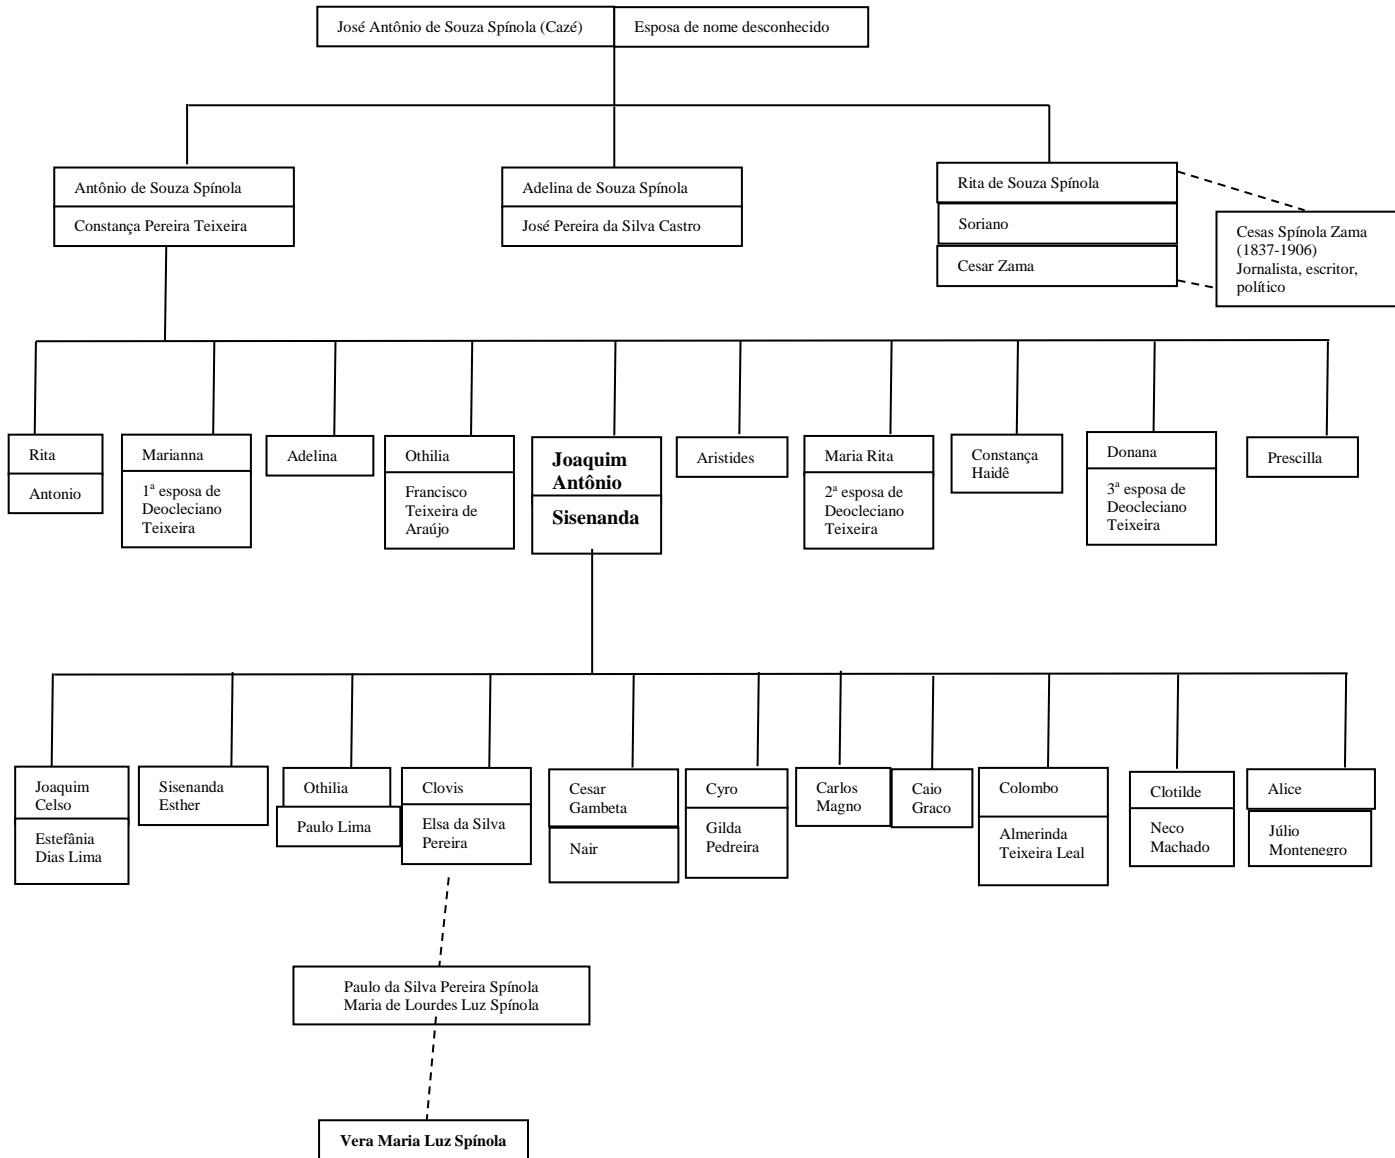 José Antônio de Souza Spínola (Cazé)
Esposa de nome desconhecido
Antônio de Souza Spínola
Constança Pereira Teixeira
Adelina de Souza Spínola
José Pereira da Silva Castro
Rita de Souza Spínola
Soriano
Cesar Zama
Cesas Spínola Zama
(1837-1906)
Jornalista, escritor,
político
Rita
Antonio
Marianna
1ª esposa de
Deocleciano
Teixeira
Adelina
Othilia
Francisco
Teixeira de
Araújo
Joaquim
Antônio
Sisenanda
Aristides
Maria Rita
2ª esposa de
Deocleciano
Teixeira
Constança
Haidê
Donana
3ª esposa de
Deocleciano
Teixeira
Prescilla
Joaquim
Celso
Estefânia
Dias Lima
Sisenanda
Esther
Othilia
Paulo Lima
Clovis
Elsa da Silva
Pereira
Cesar
Gambeta
Nair
Cyro
Gilda
Pedreira
Carlos
Magno
Caio
Graco
Colombo
Almerinda
Teixeira Leal
Clotilde
Neco
Machado
Alice
Júlio
Montenegro
Paulo da Silva Pereira Spínola
Maria de Lourdes Luz Spínola
Vera Maria Luz Spínola